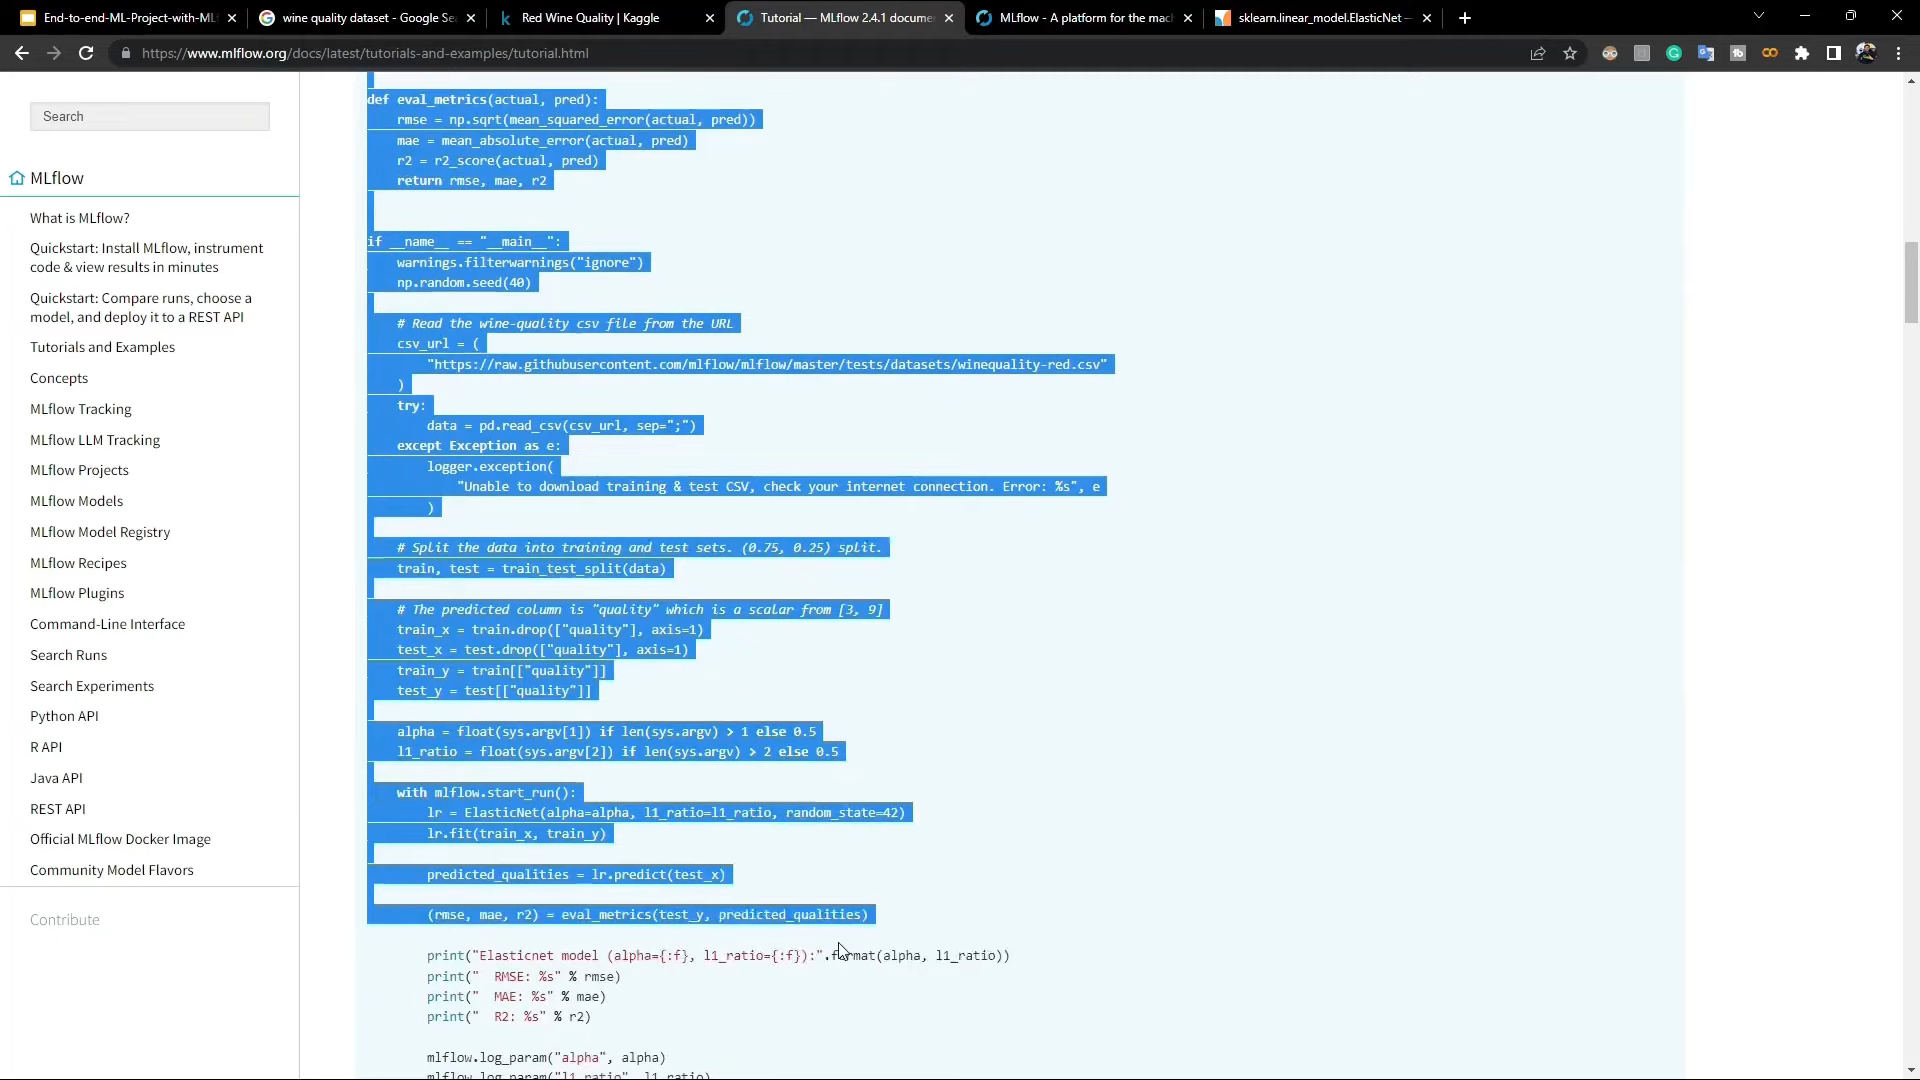 End-to-end-ML-Project-with-MLf
wine quality dataset - Google Se
Red Wine Quality | Kaggle
Tutorial — MLflow 2.4.1 docume
MLflow - A platform for the mac
sklearn.linear_model.ElasticNet —
https://www.mlflow.org/docs/latest/tutorials-and-examples/tutorial.html
Search
MLflow
What is MLflow?
Quickstart: Install MLflow, instrument
code & view results in minutes
Quickstart: Compare runs, choose a
model, and deploy it to a REST API
Tutorials and Examples
Concepts
MLflow Tracking
MLflow LLM Tracking
MLflow Projects
MLflow Models
MLflow Model Registry
MLflow Recipes
MLflow Plugins
Command-Line Interface
Search Runs
Search Experiments
Python API
R API
Java API
REST API
Official MLflow Docker Image
Community Model Flavors
Contribute
def eval_metrics(actual, pred):
rmse = np.sqrt(mean_squared_error(actual, pred))
mae = mean_absolute_error(actual, pred)
r2 = r2_score(actual, pred)
return rmse, mae, r2
if __name__ == "__main__":
warnings.filterwarnings("ignore")
np.random.seed(40)
# Read the wine-quality csv file from the URL
csv_url = (
"https://raw.githubusercontent.com/mlflow/mlflow/master/tests/datasets/winequality-red.csv"
)
try:
data = pd.read_csv(csv_url, sep=";")
except Exception as e:
logger.exception(
"Unable to download training & test CSV, check your internet connection. Error: %s", e
)
# Split the data into training and test sets. (0.75, 0.25) split.
train, test = train_test_split(data)
# The predicted column is "quality" which is a scalar from [3, 9]
train_x = train.drop(["quality"], axis=1)
test_x = test.drop(["quality"], axis=1)
train_y = train[["quality"]]
test_y = test[["quality"]]
alpha = float(sys.argv[1]) if len(sys.argv) > 1 else 0.5
l1_ratio = float(sys.argv[2]) if len(sys.argv) > 2 else 0.5
with mlflow.start_run():
lr = ElasticNet(alpha=alpha, l1_ratio=l1_ratio, random_state=42)
lr.fit(train_x, train_y)
predicted_qualities = lr.predict(test_x)
(rmse, mae, r2) = eval_metrics(test_y, predicted_qualities)
print("Elasticnet model (alpha={:f}, l1_ratio={:f}):".format(alpha, l1_ratio))
print("  RMSE: %s" % rmse)
print("  MAE: %s" % mae)
print("  R2: %s" % r2)
mlflow.log_param("alpha", alpha)
mlflow.log_param("l1_ratio", l1_ratio)